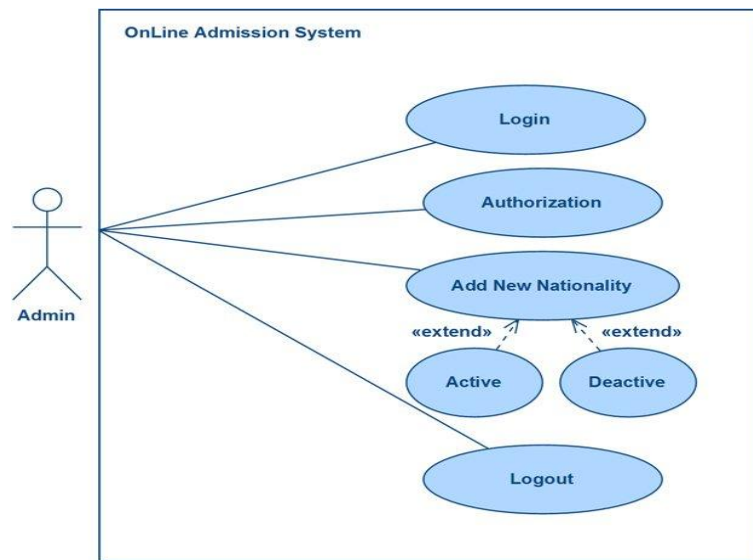 OnLine Admission System
Login
Authorization
Admin
Add New Nationality
«extend» «extend»
Active Deactive
Logout